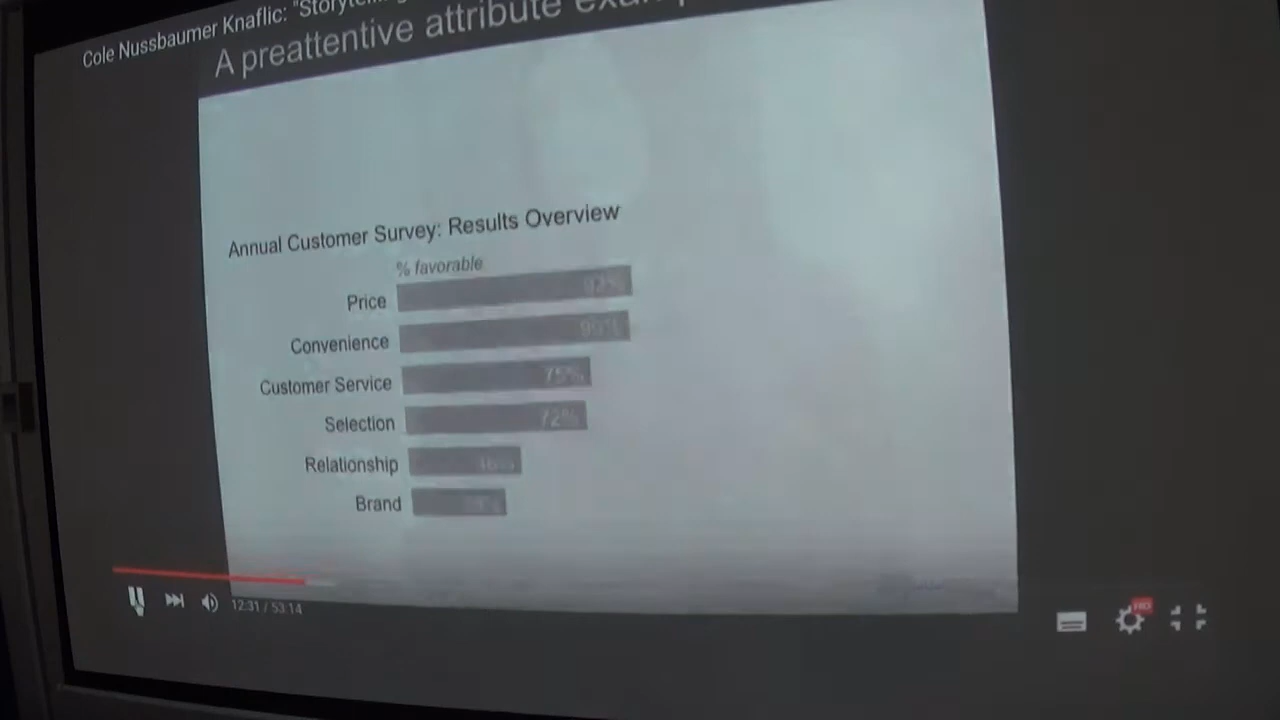 Cole Nussbaumer Knaflic:
A preattentive attribute
Annual Customer Survey: Results Overview
% favorable
Price
Convenience
Customer Service 75%
Selection 72%
Relationship
Brand
12:31 / 53:14
HD